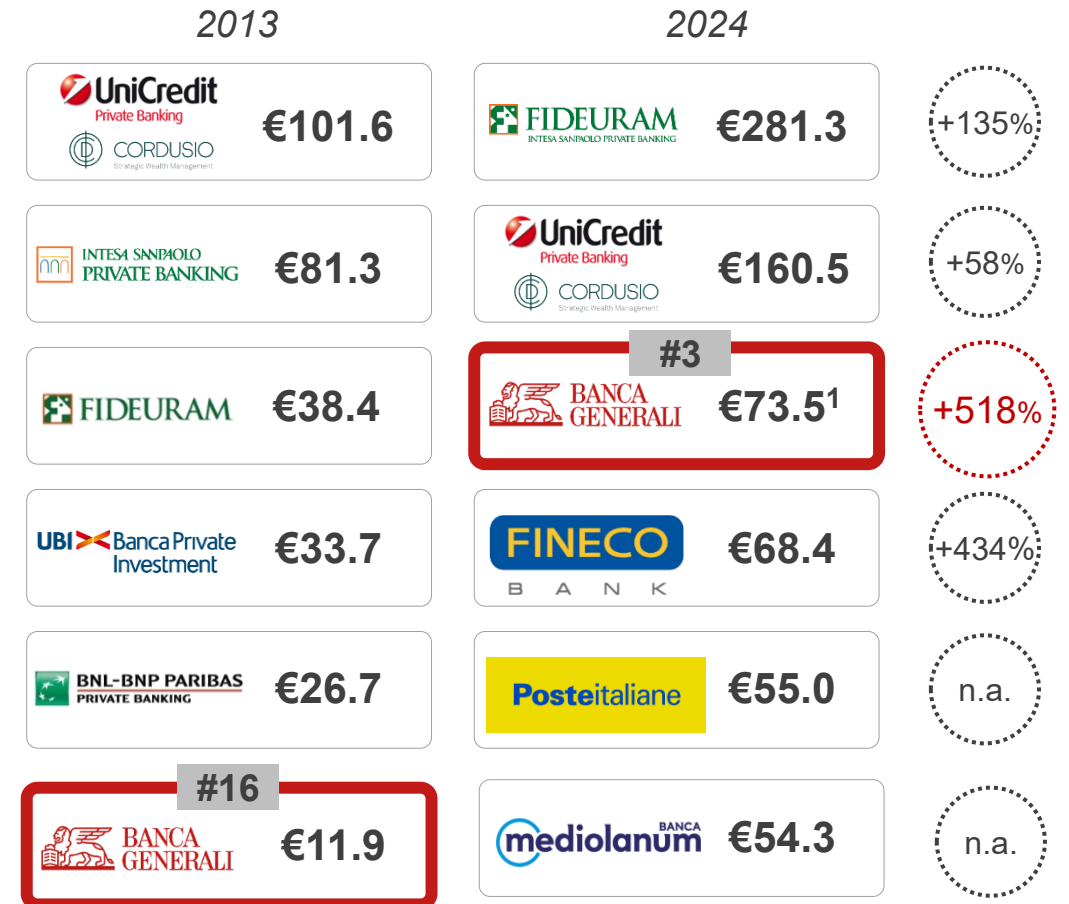 2013
2024
UniCredit
Private Banking
CORDUSIO
Strategic Wealth Management
€101.6
FIDEURAM
INTESA SANPAOLO PRIVATE BANKING
€281.3
+135%
INTESA SANPAOLO
PRIVATE BANKING
€81.3
UniCredit
Private Banking
CORDUSIO
Strategic Wealth Management
€160.5
+58%
FIDEURAM
€38.4
#3
BANCA
GENERALI
€73.5¹
+518%
UBI Banca Private
Investment
€33.7
FINECO
BANK
€68.4
+434%
BNL-BNP PARIBAS
PRIVATE BANKING
€26.7
Posteitaliane
€55.0
n.a.
#16
BANCA
GENERALI
€11.9
BANCA
mediolanum
€54.3
n.a.